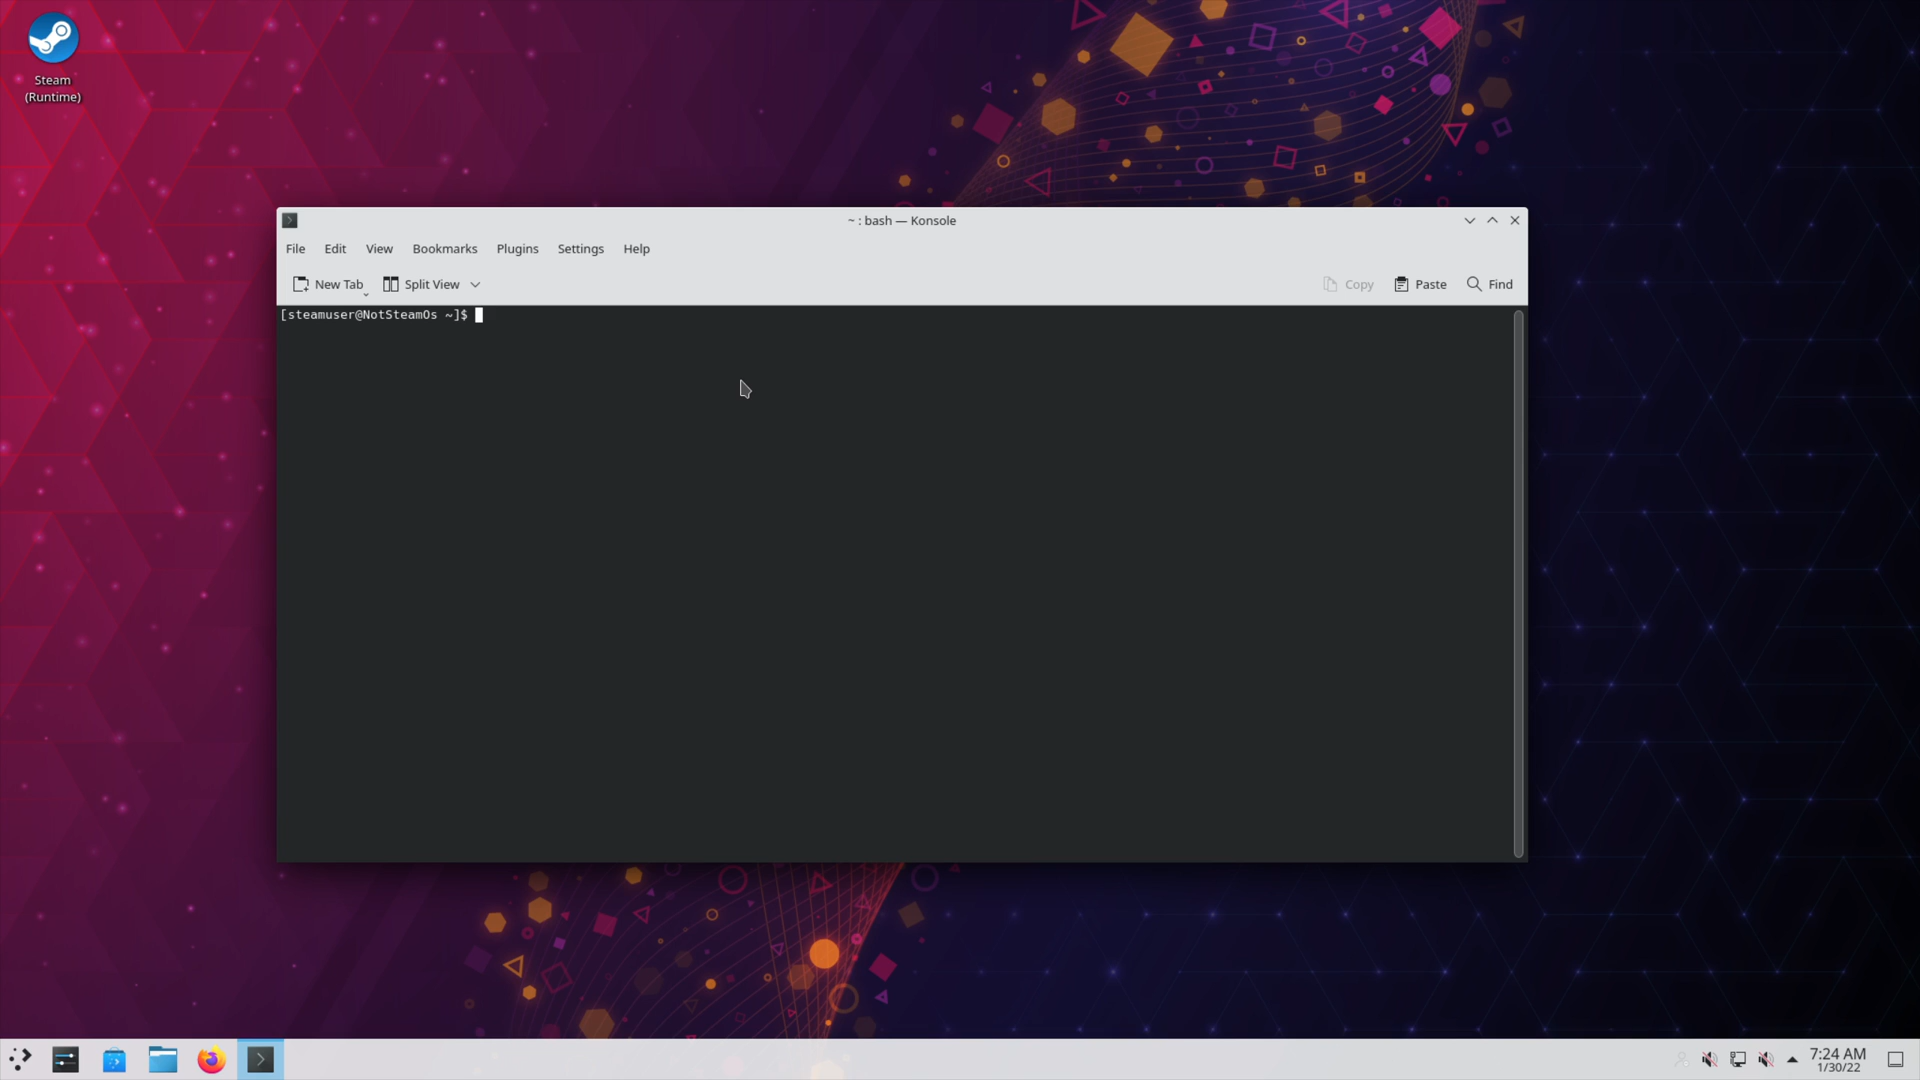 Steam
(Runtime)
~ : bash — Konsole
File Edit View Bookmarks Plugins Settings Help
New Tab Split View Copy Paste Find
[steamuser@NotSteamOs ~]$
7:24 AM
1/30/22